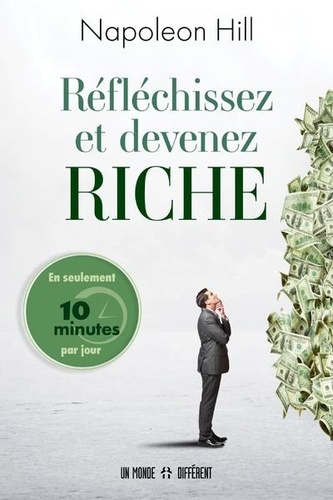 Napoleon Hill
Réfléchissez
et devenez
RICHE
En seulement
10
minutes
par jour
UN MONDE DIFFÉRENT